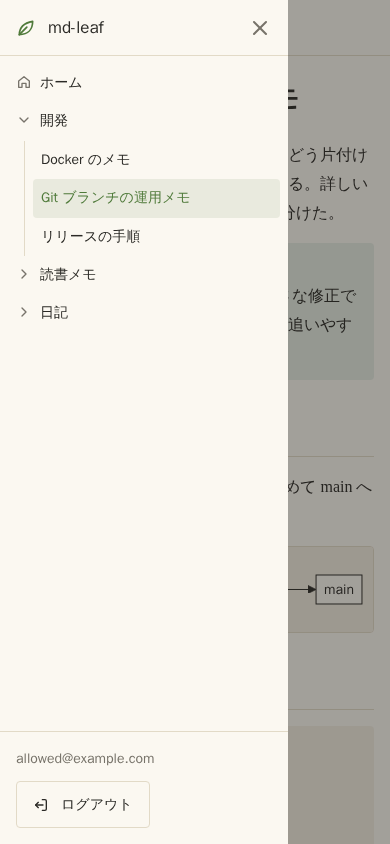 md-leaf
ホーム
開発
Docker のメモ
Git ブランチの運用メモ
リリースの手順
読書メモ
日記
allowed@example.com
ログアウト
どう片付け
る。詳しい
分けた。
な修正で
追いやす
めて main へ
main